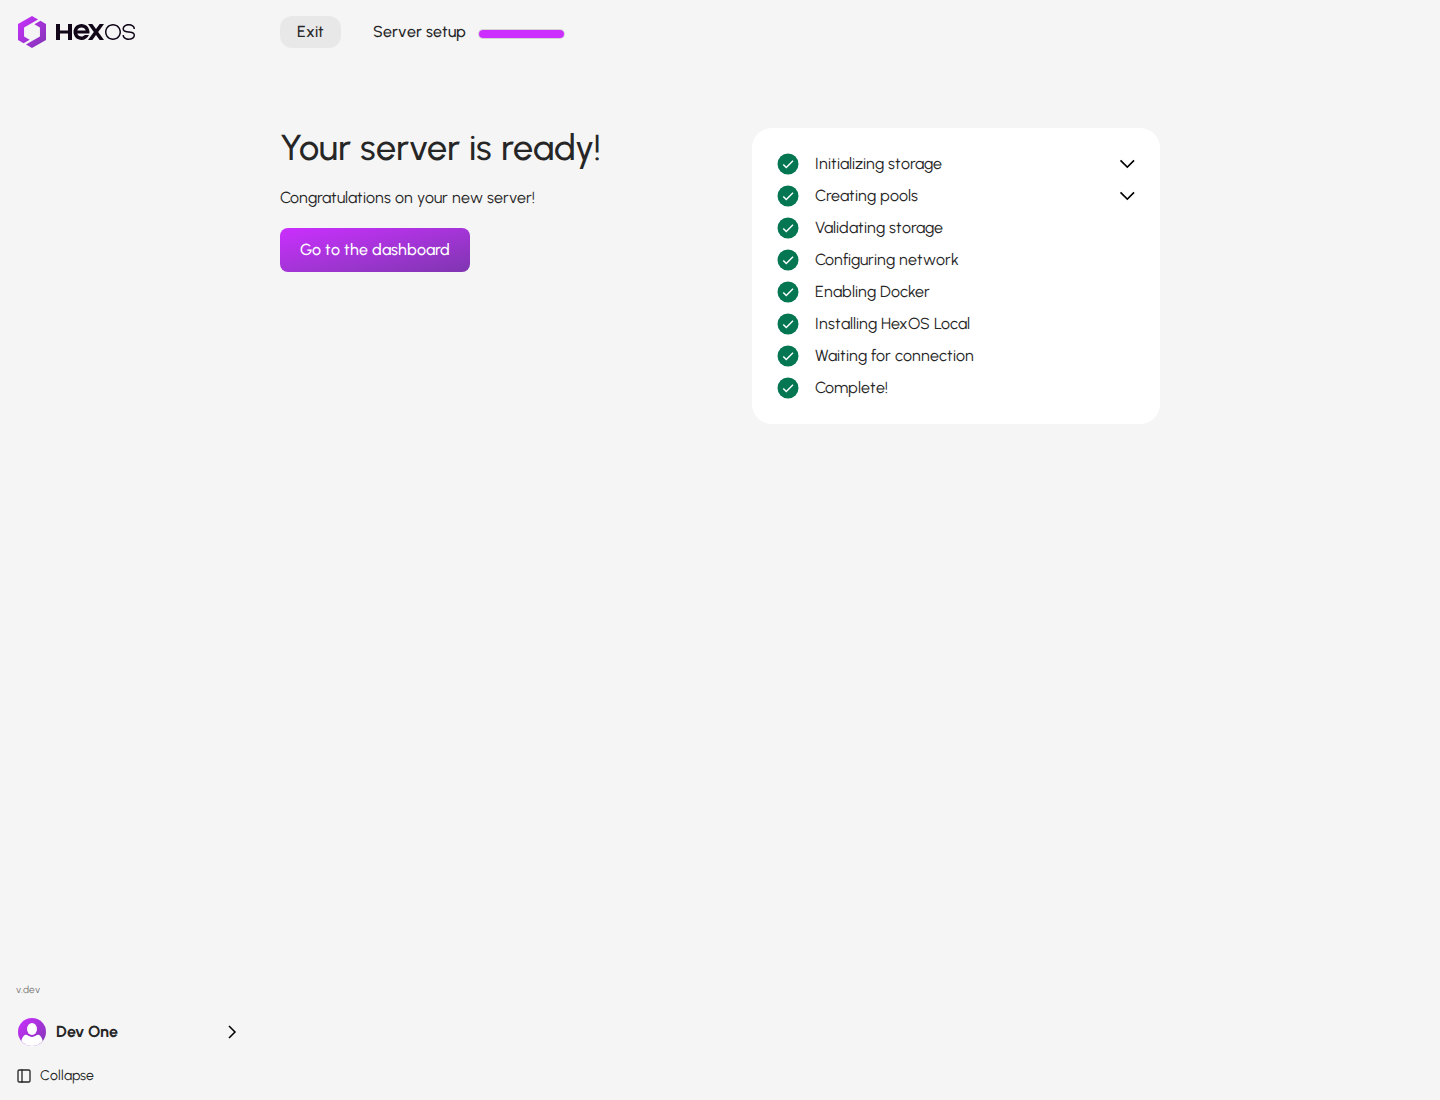 HexOS
Exit
Server setup
Your server is ready!
Congratulations on your new server!
Go to the dashboard
Initializing storage
Creating pools
Validating storage
Configuring network
Enabling Docker
Installing HexOS Local
Waiting for connection
Complete!
v.dev
Dev One
Collapse